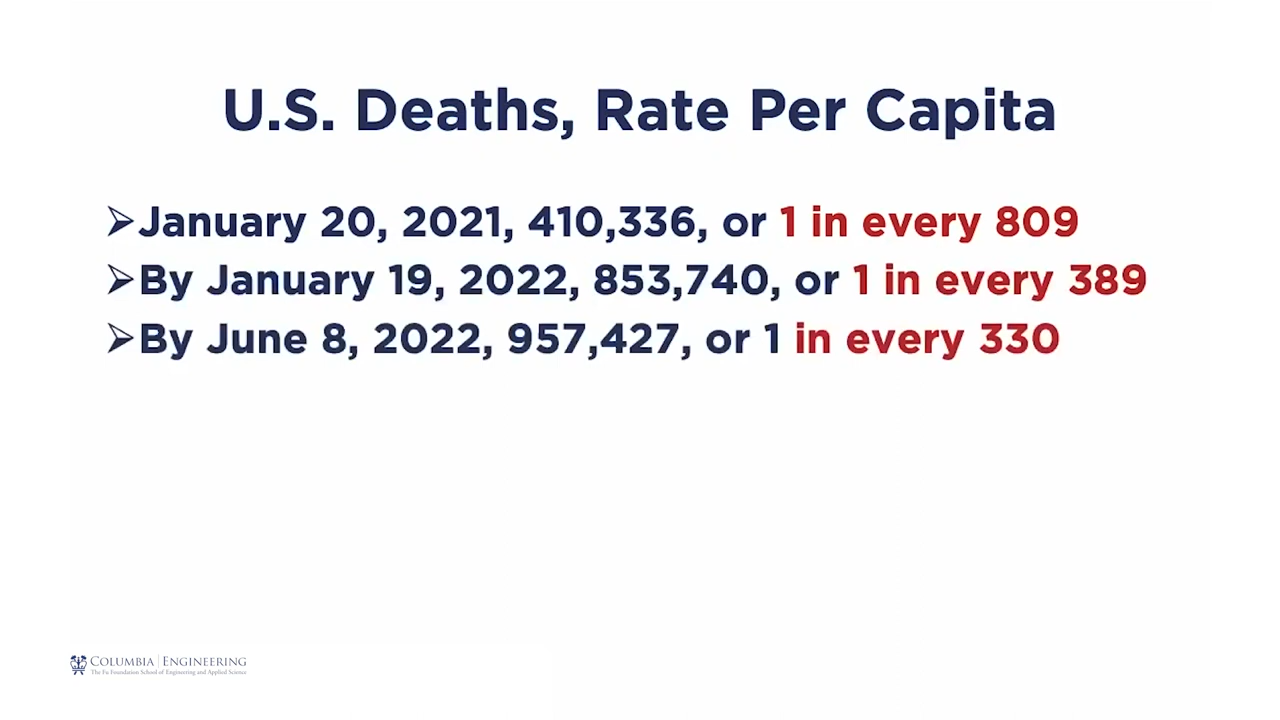 U.S. Deaths, Rate Per Capita
➢January 20, 2021, 410,336, or 1 in every 809
➢By January 19, 2022, 853,740, or 1 in every 389
➢By June 8, 2022, 957,427, or 1 in every 330
COLUMBIA | ENGINEERING
The Fu Foundation School of Engineering and Applied Science